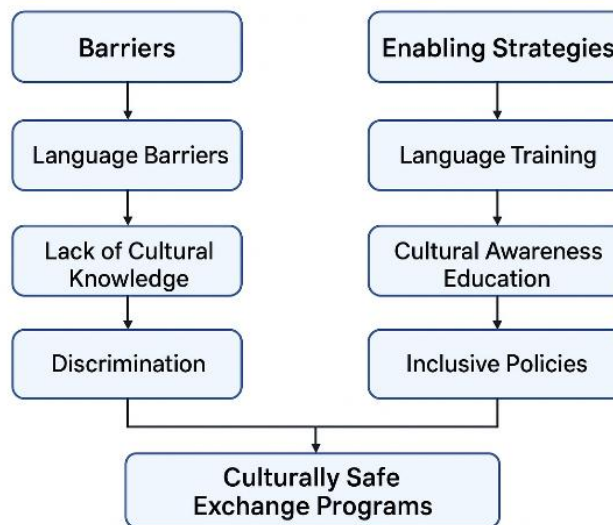 Barriers
Enabling Strategies
Language Barriers
Language Training
Lack of Cultural
Knowledge
Cultural Awareness
Education
Discrimination
Inclusive Policies
Culturally Safe
Exchange Programs